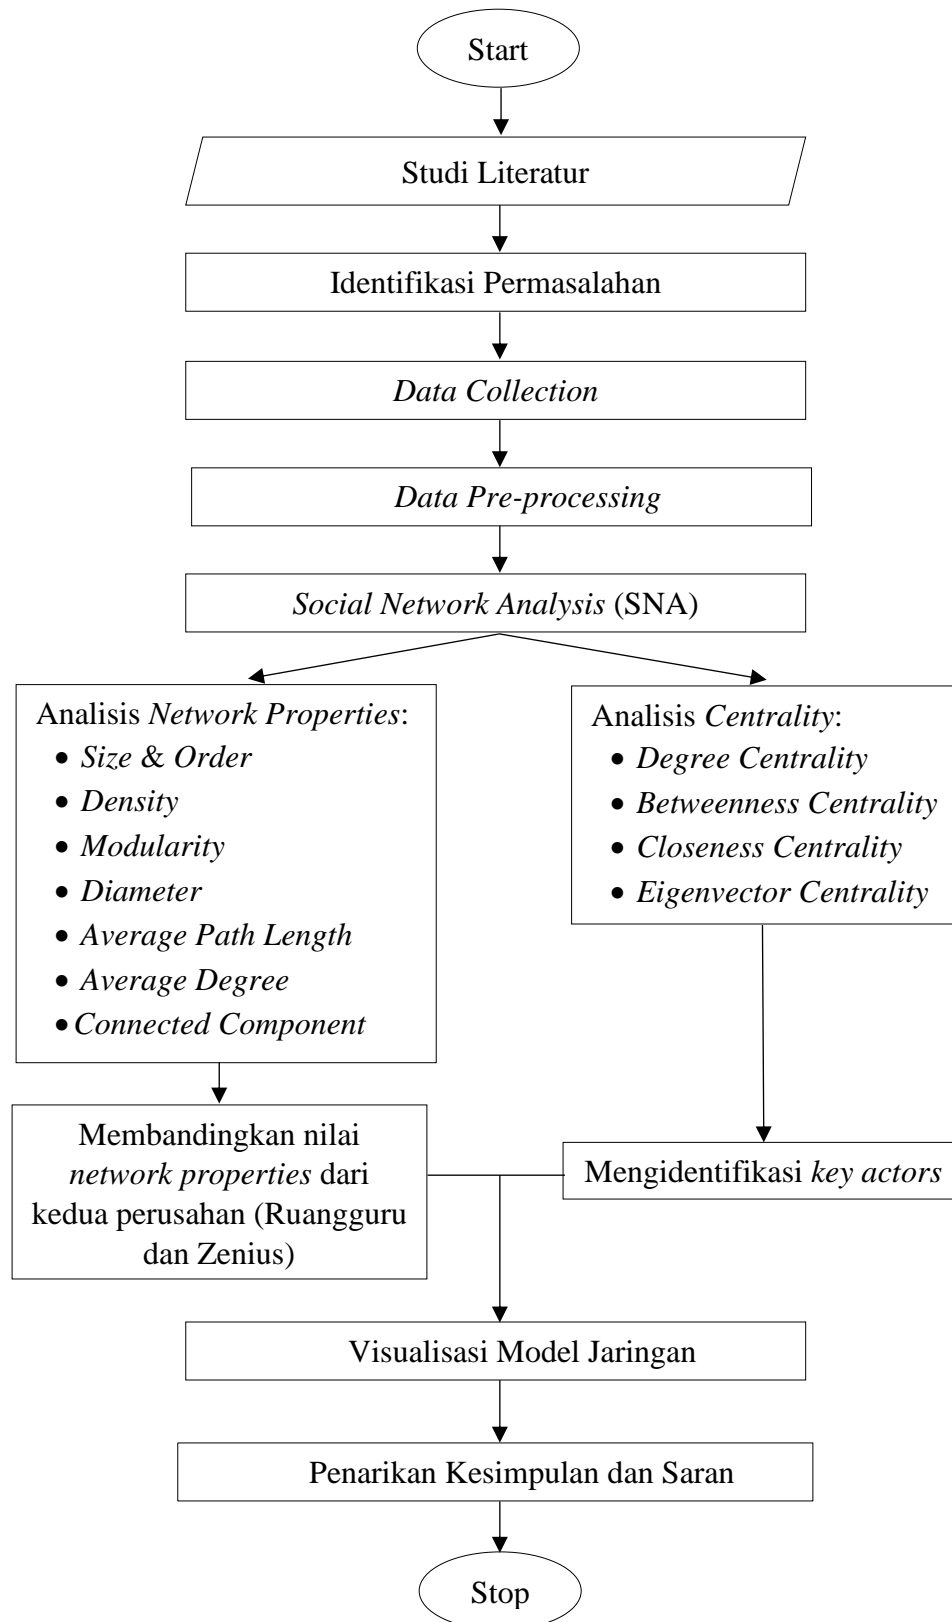 Start
Studi Literatur
Identifikasi Permasalahan
Data Collection
Data Pre-processing
Social Network Analysis (SNA)
Analisis Network Properties:
• Size & Order
• Density
• Modularity
• Diameter
• Average Path Length
• Average Degree
• Connected Component
Analisis Centrality:
• Degree Centrality
• Betweenness Centrality
• Closeness Centrality
• Eigenvector Centrality
Membandingkan nilai
network properties dari
kedua perusahan (Ruangguru
dan Zenius)
Mengidentifikasi key actors
Visualisasi Model Jaringan
Penarikan Kesimpulan dan Saran
Stop